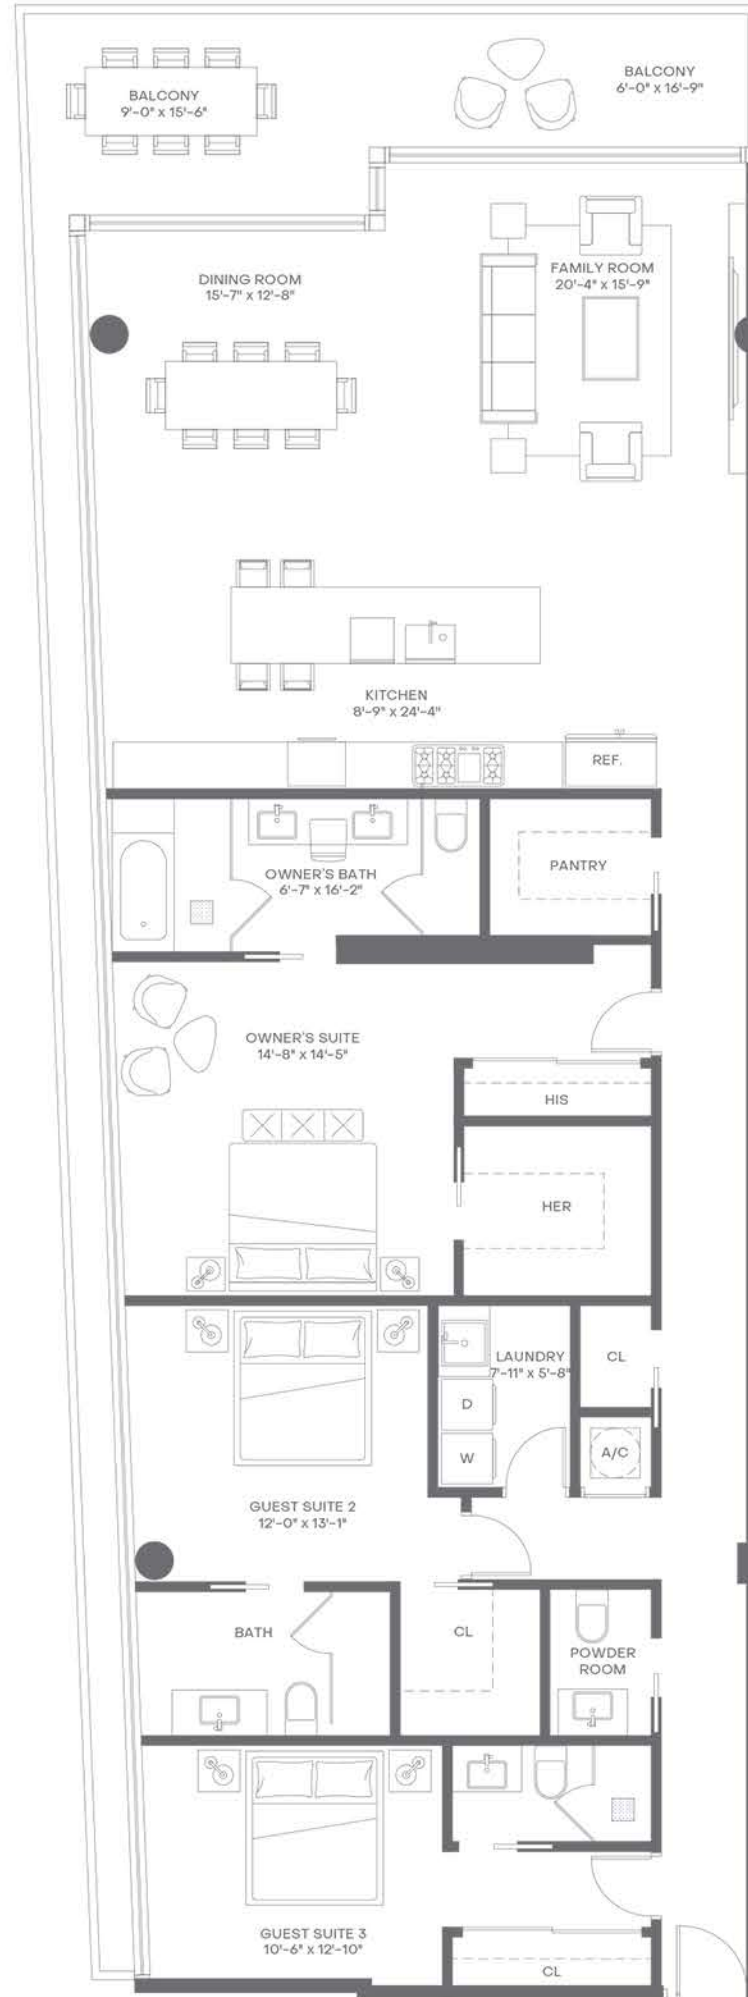 BALCONY
9'-0" x 15'-6"
BALCONY
6'-0" x 16'-9"
DINING ROOM
15'-7" x 12'-8"
FAMILY ROOM
20'-4" x 15'-9"
KITCHEN
8'-9" x 24'-4"
REF.
OWNER'S BATH
6'-7" x 16'-2"
PANTRY
OWNER'S SUITE
14'-8" x 14'-5"
HIS
HER
LAUNDRY
7'-11" x 5'-8"
CL
D
W
A/C
GUEST SUITE 2
12'-0" x 13'-1"
BATH
CL
POWDER
ROOM
GUEST SUITE 3
10'-6" x 12'-10"
CL